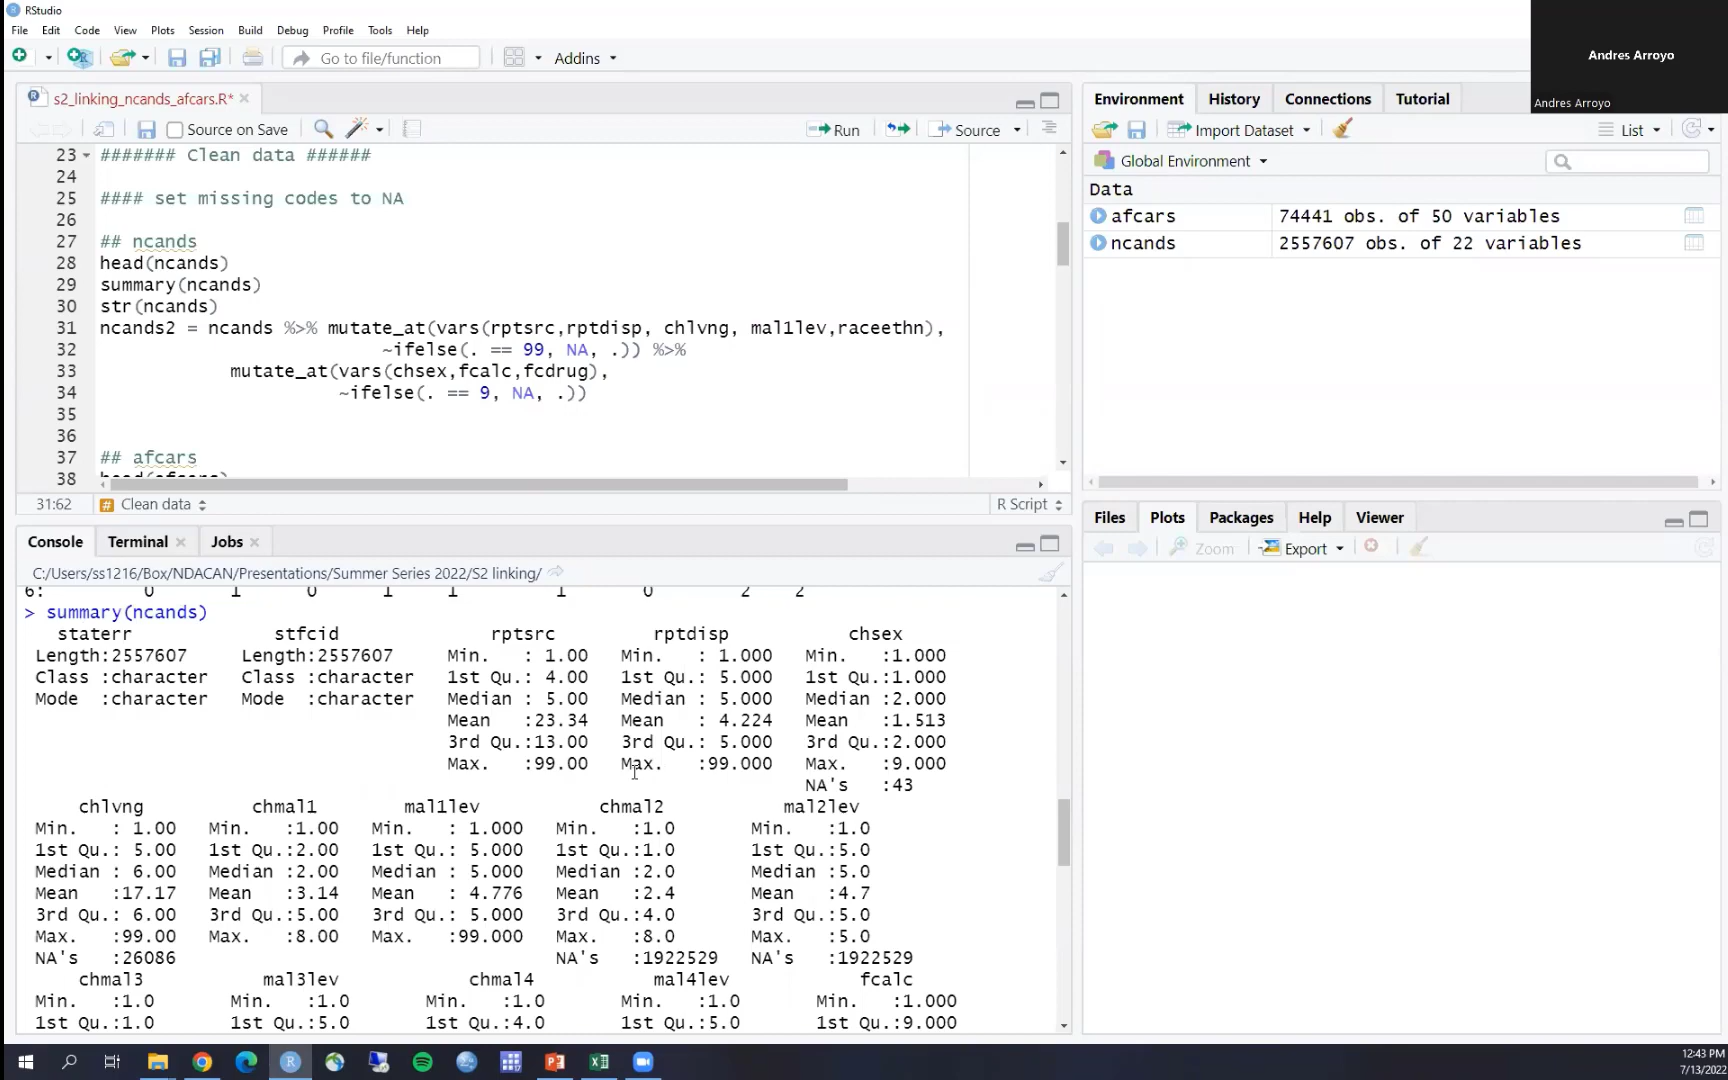 RStudio
File Edit Code View Plots Session Build Debug Profile Tools Help
Go to file/function Addins
Andres Arroyo
Andres Arroyo
s2_linking_ncands_afcars.R*
Source on Save Run Source
23 ####### Clean data ######
24
25 #### set missing codes to NA
26
27 ## ncands
28 head(ncands)
29 summary(ncands)
30 str(ncands)
31 ncands2 = ncands %>% mutate_at(vars(rptsrc,rptdisp, chlvng, mal1lev,raceethn),
32 ~ifelse(. == 99, NA, .)) %>%
33 mutate_at(vars(chsex,fcalc,fcdrug),
34 ~ifelse(. == 9, NA, .))
35
36
37 ## afcars
38 head(afcars)
31:62 Clean data R Script
Console Terminal Jobs
C:/Users/ss1216/Box/NDACAN/Presentations/Summer Series 2022/S2 linking/
6: 0 1 0 1 1 1 0 2 2
> summary(ncands)
staterr stfcid rptsrc rptdisp chsex
Length:2557607 Length:2557607 Min. : 1.00 Min. : 1.000 Min. :1.000
Class :character Class :character 1st Qu.: 4.00 1st Qu.: 5.000 1st Qu.:1.000
Mode :character Mode :character Median : 5.00 Median : 5.000 Median :2.000
Mean :23.34 Mean : 4.224 Mean :1.513
3rd Qu.:13.00 3rd Qu.: 5.000 3rd Qu.:2.000
Max. :99.00 Max. :99.000 Max. :9.000
NA's :43
chlvng chmal1 mal1lev chmal2 mal2lev
Min. : 1.00 Min. :1.00 Min. : 1.000 Min. :1.0 Min. :1.0
1st Qu.: 5.00 1st Qu.:2.00 1st Qu.: 5.000 1st Qu.:1.0 1st Qu.:5.0
Median : 6.00 Median :2.00 Median : 5.000 Median :2.0 Median :5.0
Mean :17.17 Mean :3.14 Mean : 4.776 Mean :2.4 Mean :4.7
3rd Qu.: 6.00 3rd Qu.:5.00 3rd Qu.: 5.000 3rd Qu.:4.0 3rd Qu.:5.0
Max. :99.00 Max. :8.00 Max. :99.000 Max. :8.0 Max. :5.0
NA's :26086 NA's :1922529 NA's :1922529
chmal3 mal3lev chmal4 mal4lev fcalc
Min. :1.0 Min. :1.0 Min. :1.0 Min. :1.0 Min. :1.000
1st Qu.:1.0 1st Qu.:5.0 1st Qu.:4.0 1st Qu.:5.0 1st Qu.:9.000
Environment History Connections Tutorial
Import Dataset List
Global Environment
Data
afcars 74441 obs. of 50 variables
ncands 2557607 obs. of 22 variables
Files Plots Packages Help Viewer
Zoom Export
12:43 PM
7/13/2022